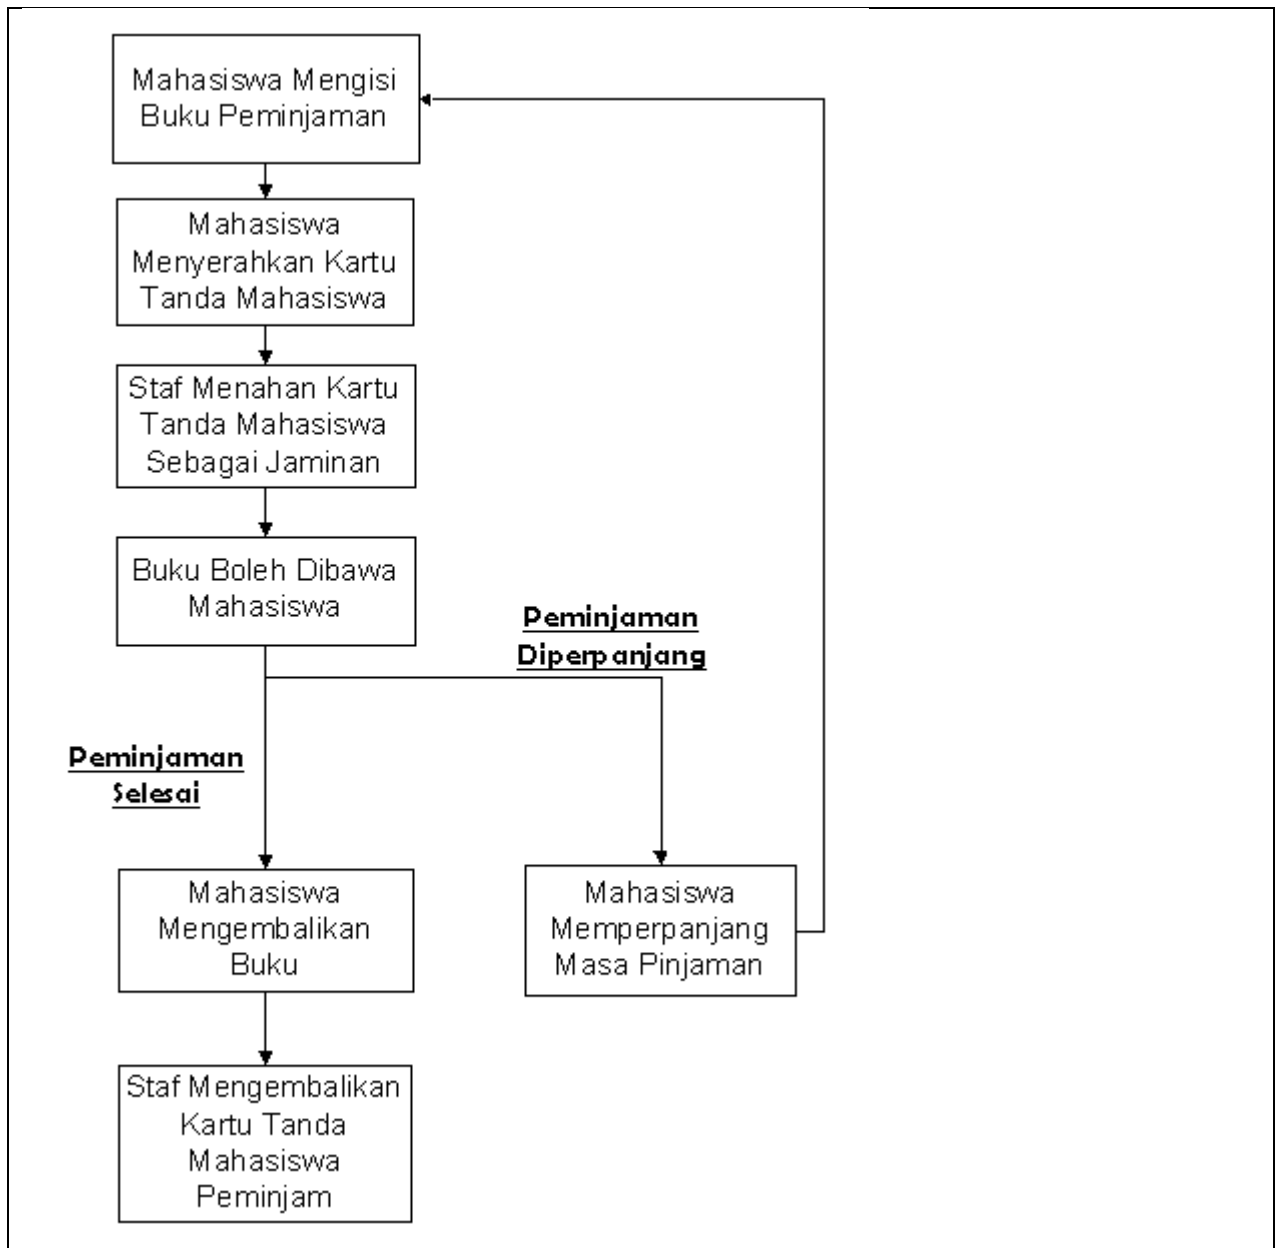 Mahasiswa Mengisi
Buku Peminjaman
Mahasiswa
Menyerahkan Kartu
Tanda Mahasiswa
Staf Menahan Kartu
Tanda Mahasiswa
Sebagai Jaminan
Buku Boleh Dibawa
Mahasiswa
Peminjaman
Diperpanjang
Peminjaman
Selesai
Mahasiswa
Mengembalikan
Buku
Mahasiswa
Memperpanjang
Masa Pinjaman
Staf Mengembalikan
Kartu Tanda
Mahasiswa
Peminjam